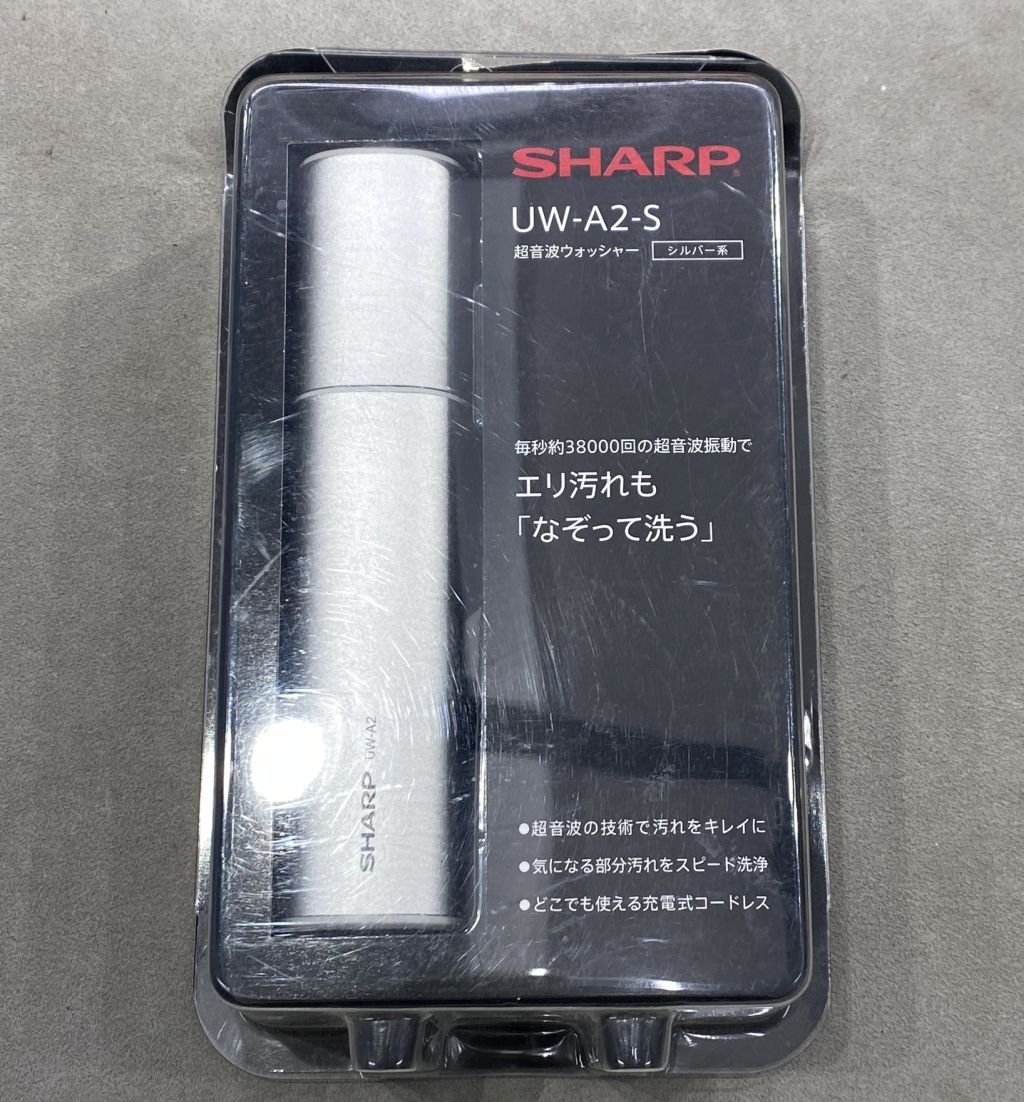 SHARP
UW-A2-S
超音波ウォッシャー シルバー系
毎秒約38000回の超音波振動で
エリ汚れも
「なぞって洗う」
●超音波の技術で汚れをキレイに
●気になる部分汚れをスピード洗浄
●どこでも使える充電式コードレス
SHARP UW-A2